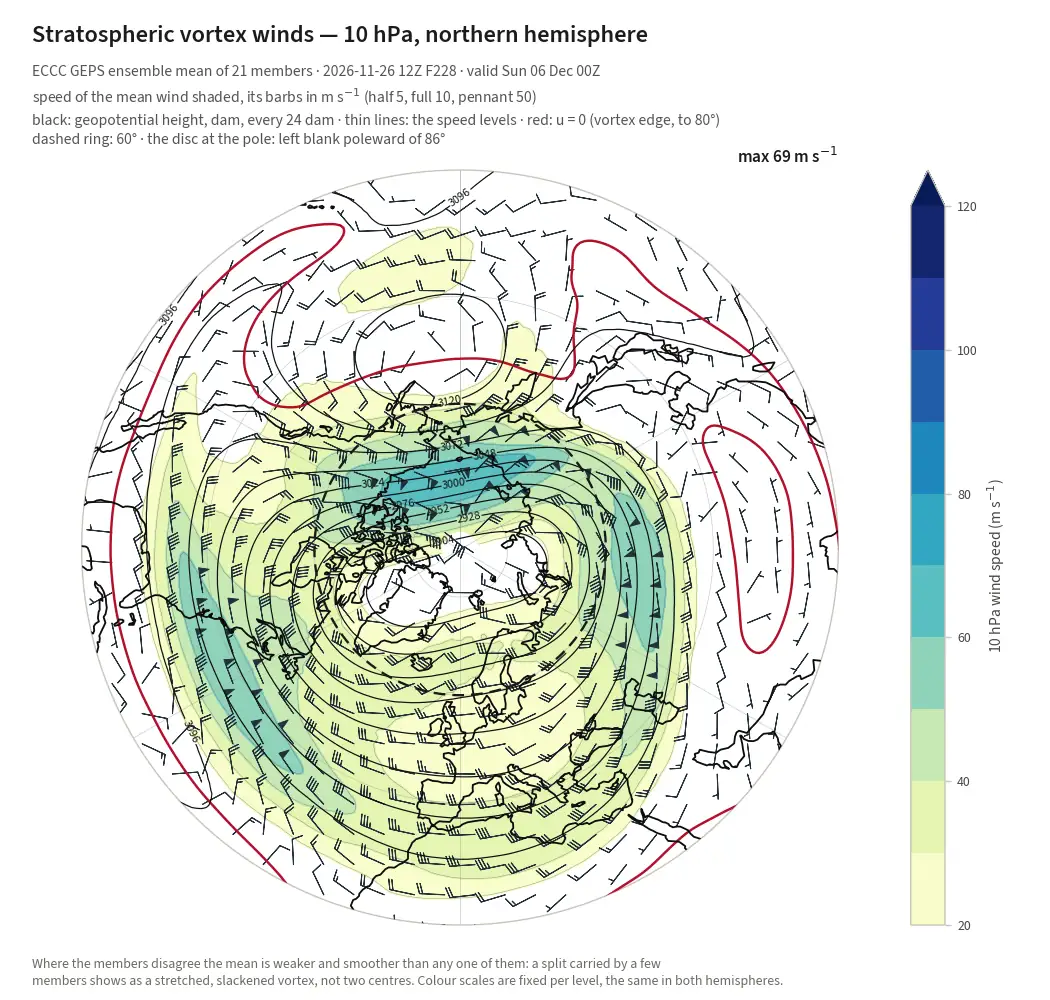 Stratospheric vortex winds — 10 hPa, northern hemisphere
ECCC GEPS ensemble mean of 21 members · 2026-11-26 12Z F228 · valid Sun 06 Dec 00Z
speed of the mean wind shaded, its barbs in m s⁻¹ (half 5, full 10, pennant 50)
black: geopotential height, dam, every 24 dam · thin lines: the speed levels · red: u = 0 (vortex edge, to 80°)
dashed ring: 60° · the disc at the pole: left blank poleward of 86°
max 69 m s⁻¹
3096
3096
3120
3072
3048
3024
3000
2976
2952
2928
2904
3096
120
100
80
60
40
20
10 hPa wind speed (m s⁻¹)
Where the members disagree the mean is weaker and smoother than any one of them: a split carried by a few
members shows as a stretched, slackened vortex, not two centres. Colour scales are fixed per level, the same in both hemispheres.